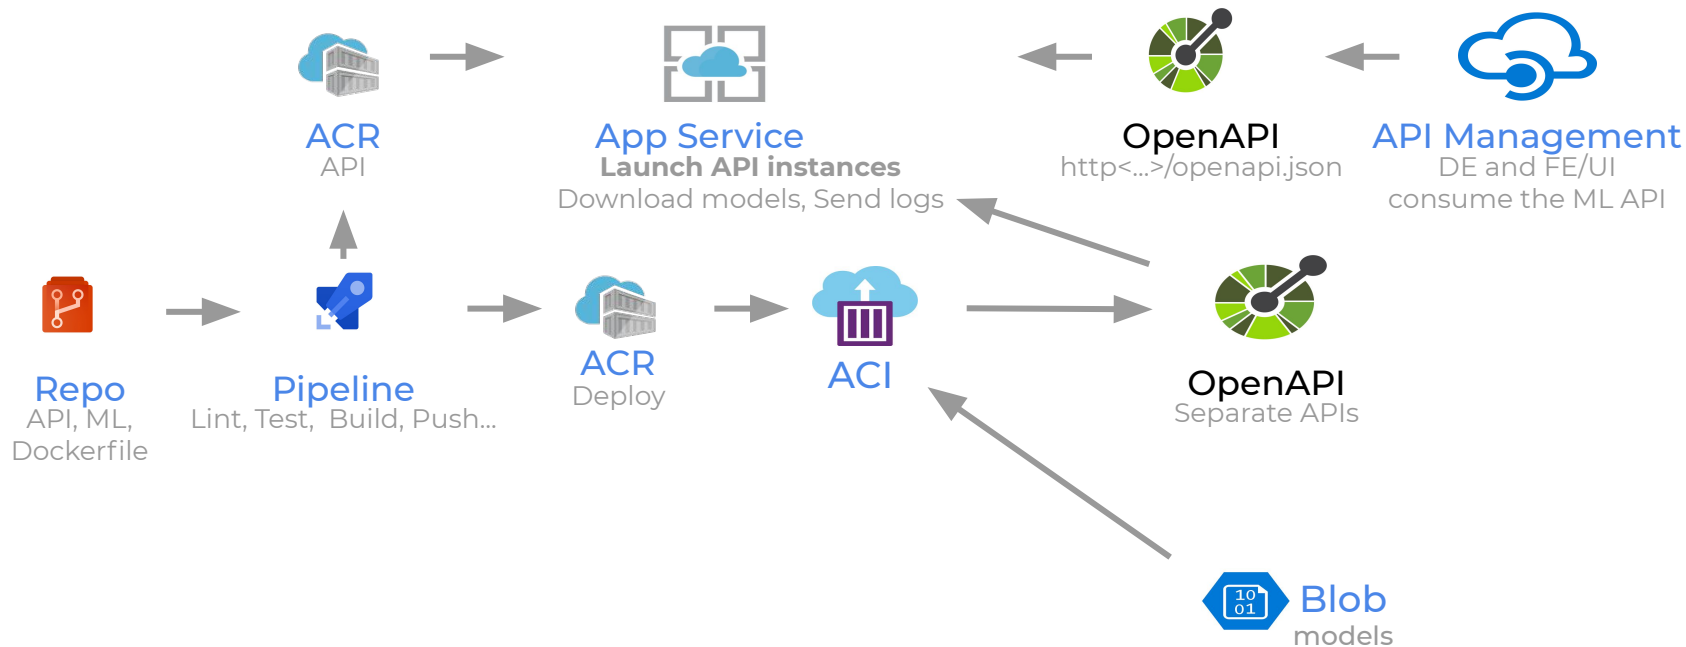 ACR
API
App Service
Launch API instances
Download models, Send logs
OpenAPI
http<...>/openapi.json
API Management
DE and FE/UI
consume the ML API
Repo
API, ML,
Dockerfile
Pipeline
Lint, Test,  Build, Push...
ACR
Deploy
ACI
OpenAPI
Separate APIs
10
01
Blob
models